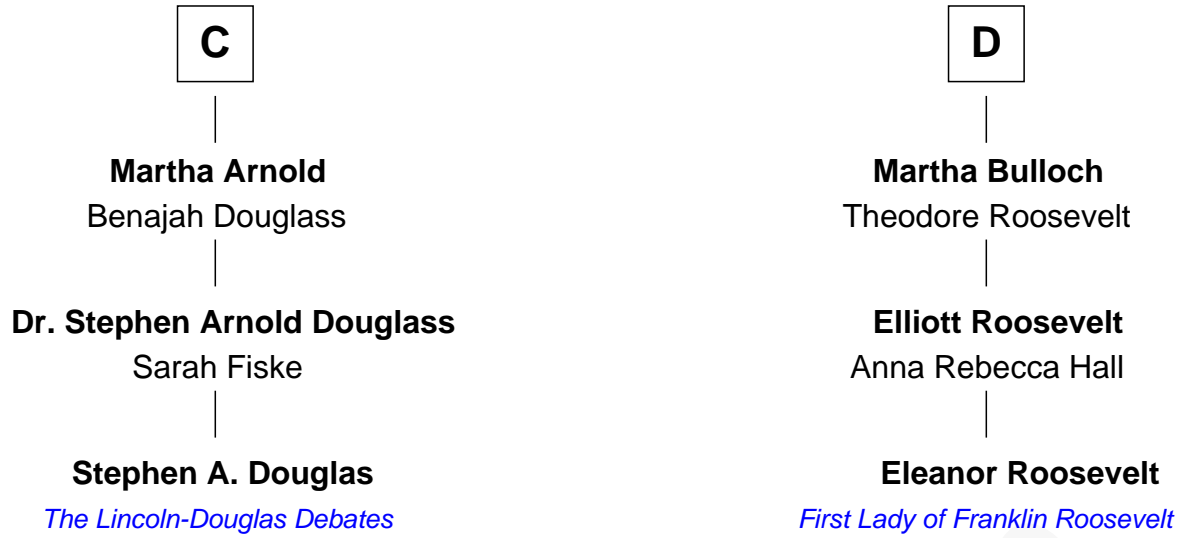 C
Martha Arnold
Benajah Douglass
Dr. Stephen Arnold Douglass
Sarah Fiske
Stephen A. Douglas
The Lincoln-Douglas Debates
D
Martha Bulloch
Theodore Roosevelt
Elliott Roosevelt
Anna Rebecca Hall
Eleanor Roosevelt
First Lady of Franklin Roosevelt